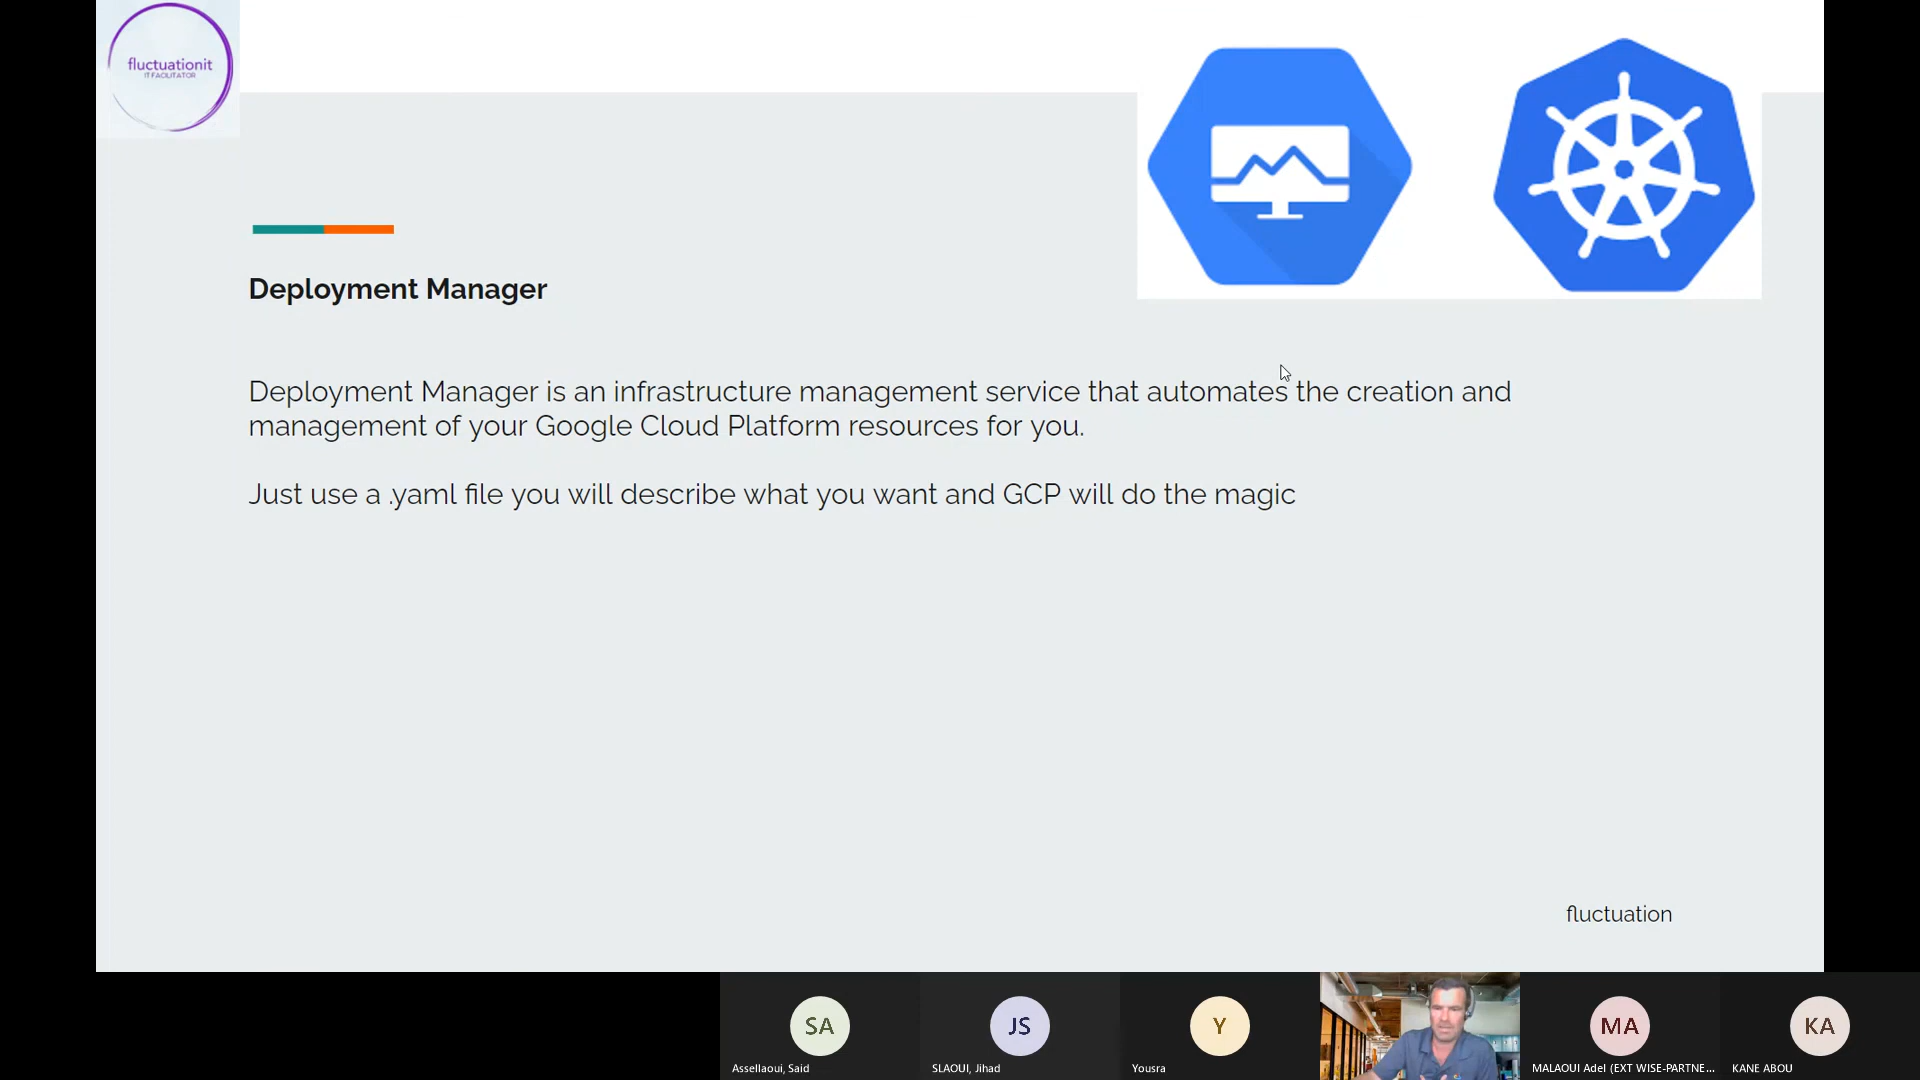 fluctuationit
IT FACILITATOR
Deployment Manager
Deployment Manager is an infrastructure management service that automates the creation and
management of your Google Cloud Platform resources for you.
Just use a .yaml file you will describe what you want and GCP will do the magic
fluctuation
SA
JS
Y
MA
KA
Assellaoui, Said
SLAOUI, Jihad
Yousra
MALAOUI Adel (EXT WISE-PARTNE...
KANE ABOU